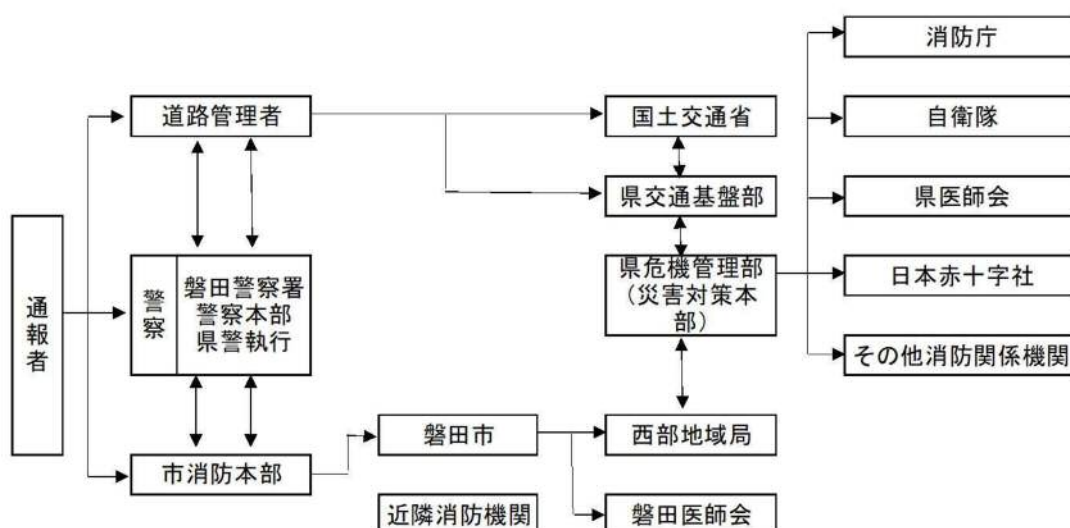 消防庁
道路管理者
国土交通省
自衛隊
県交通基盤部
県医師会
通報者
警察
磐田警察署
警察本部
県警執行
県危機管理部
（災害対策本
部）
日本赤十字社
その他消防関係機関
磐田市
西部地域局
市消防本部
近隣消防機関
磐田医師会